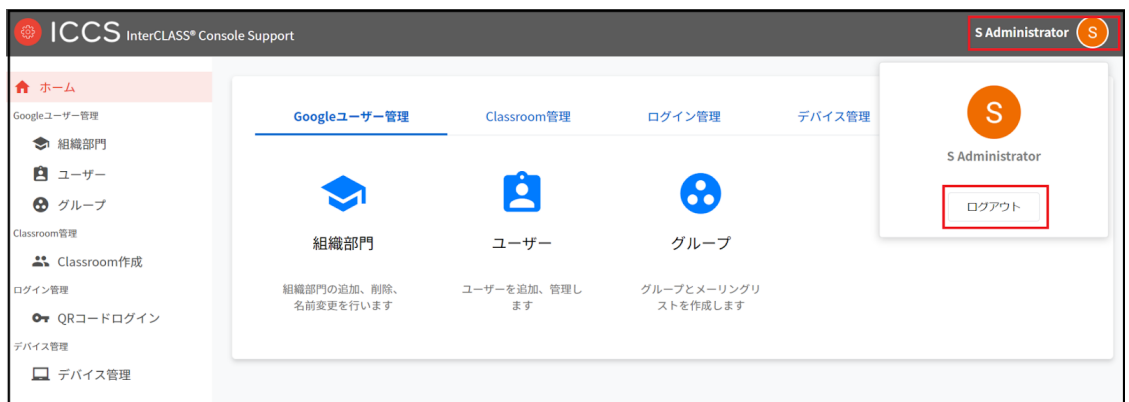 ICCS InterCLASS® Console Support
S Administrator S
ホーム
Googleユーザー管理
組織部門
ユーザー
グループ
Classroom管理
Classroom作成
ログイン管理
QRコードログイン
デバイス管理
デバイス管理
Googleユーザー管理 Classroom管理 ログイン管理 デバイス管理
組織部門
組織部門の追加、削除、
名前変更を行います
ユーザー
ユーザーを追加、管理し
ます
グループ
グループとメーリングリ
ストを作成します
S
S Administrator
ログアウト